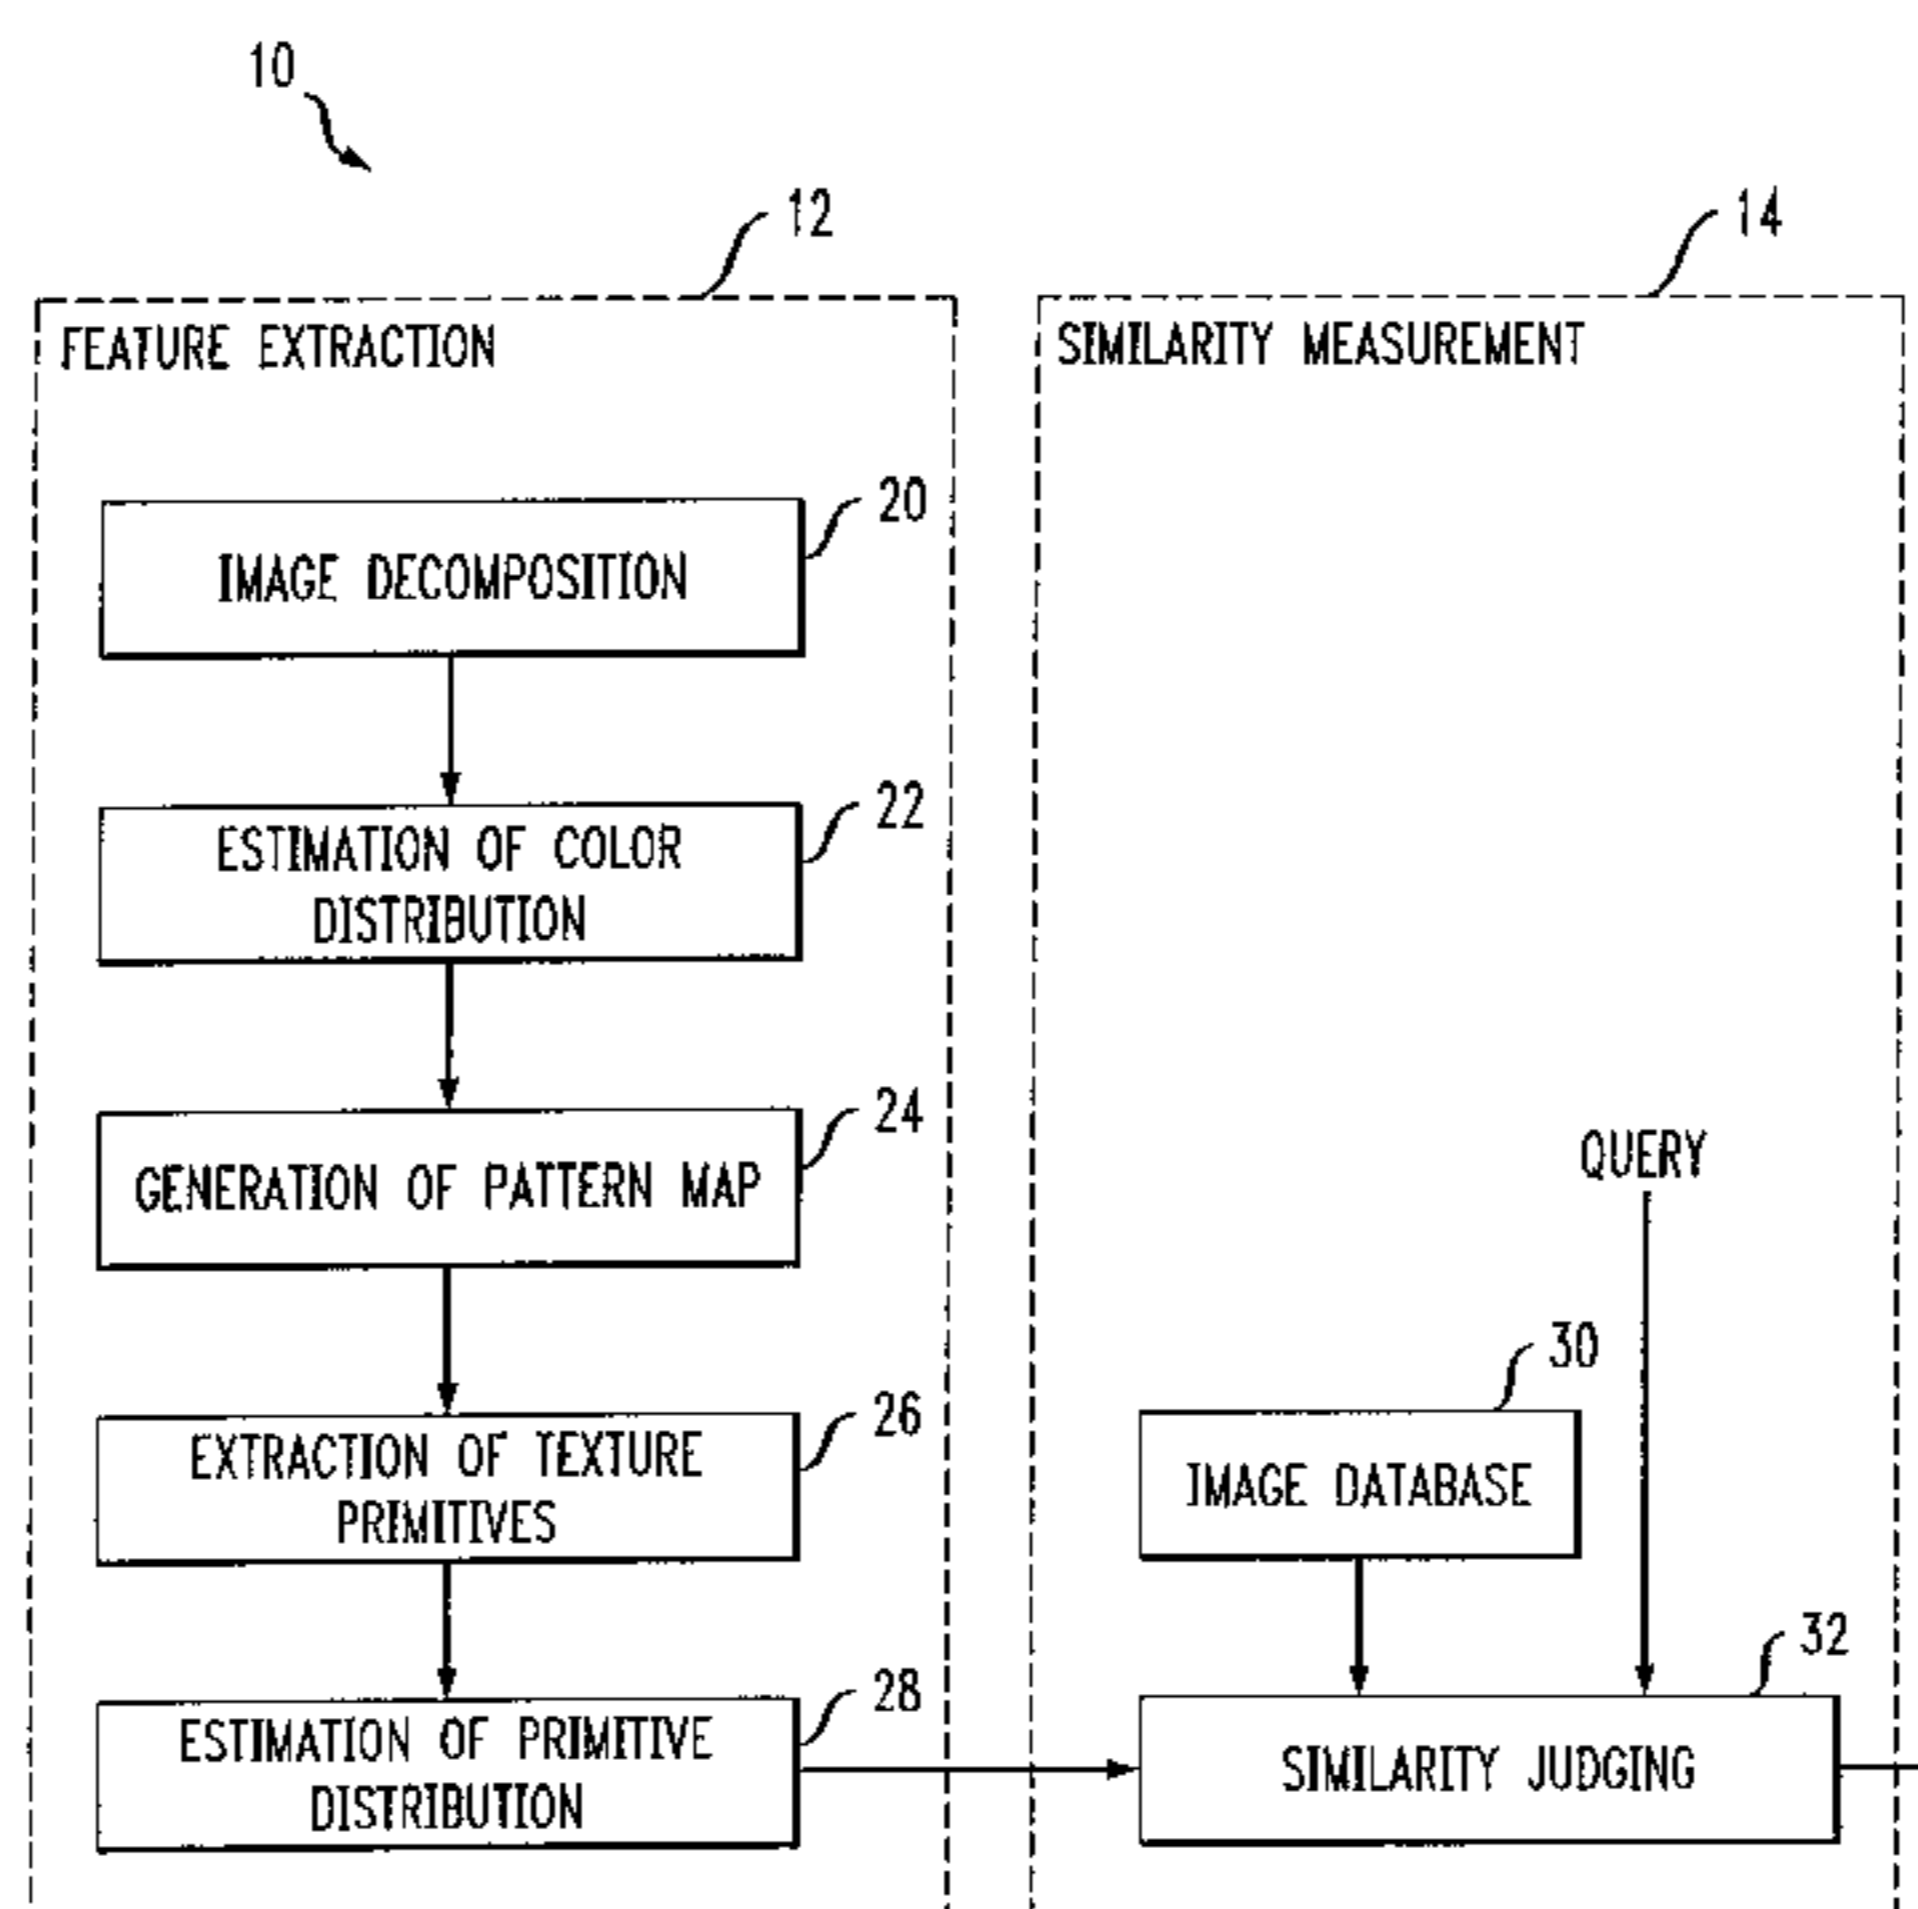 10
12
14
FEATURE EXTRACTION
SIMILARITY MEASUREMENT
20
IMAGE DECOMPOSITION
22
ESTIMATION OF COLOR
DISTRIBUTION
24
GENERATION OF PATTERN MAP
QUERY
26
EXTRACTION OF TEXTURE
PRIMITIVES
30
IMAGE DATABASE
28
ESTIMATION OF PRIMITIVE
DISTRIBUTION
32
SIMILARITY JUDGING